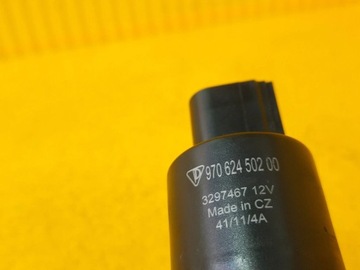 970 624 502 00
3297467 12V
Made in CZ
41/11/4A